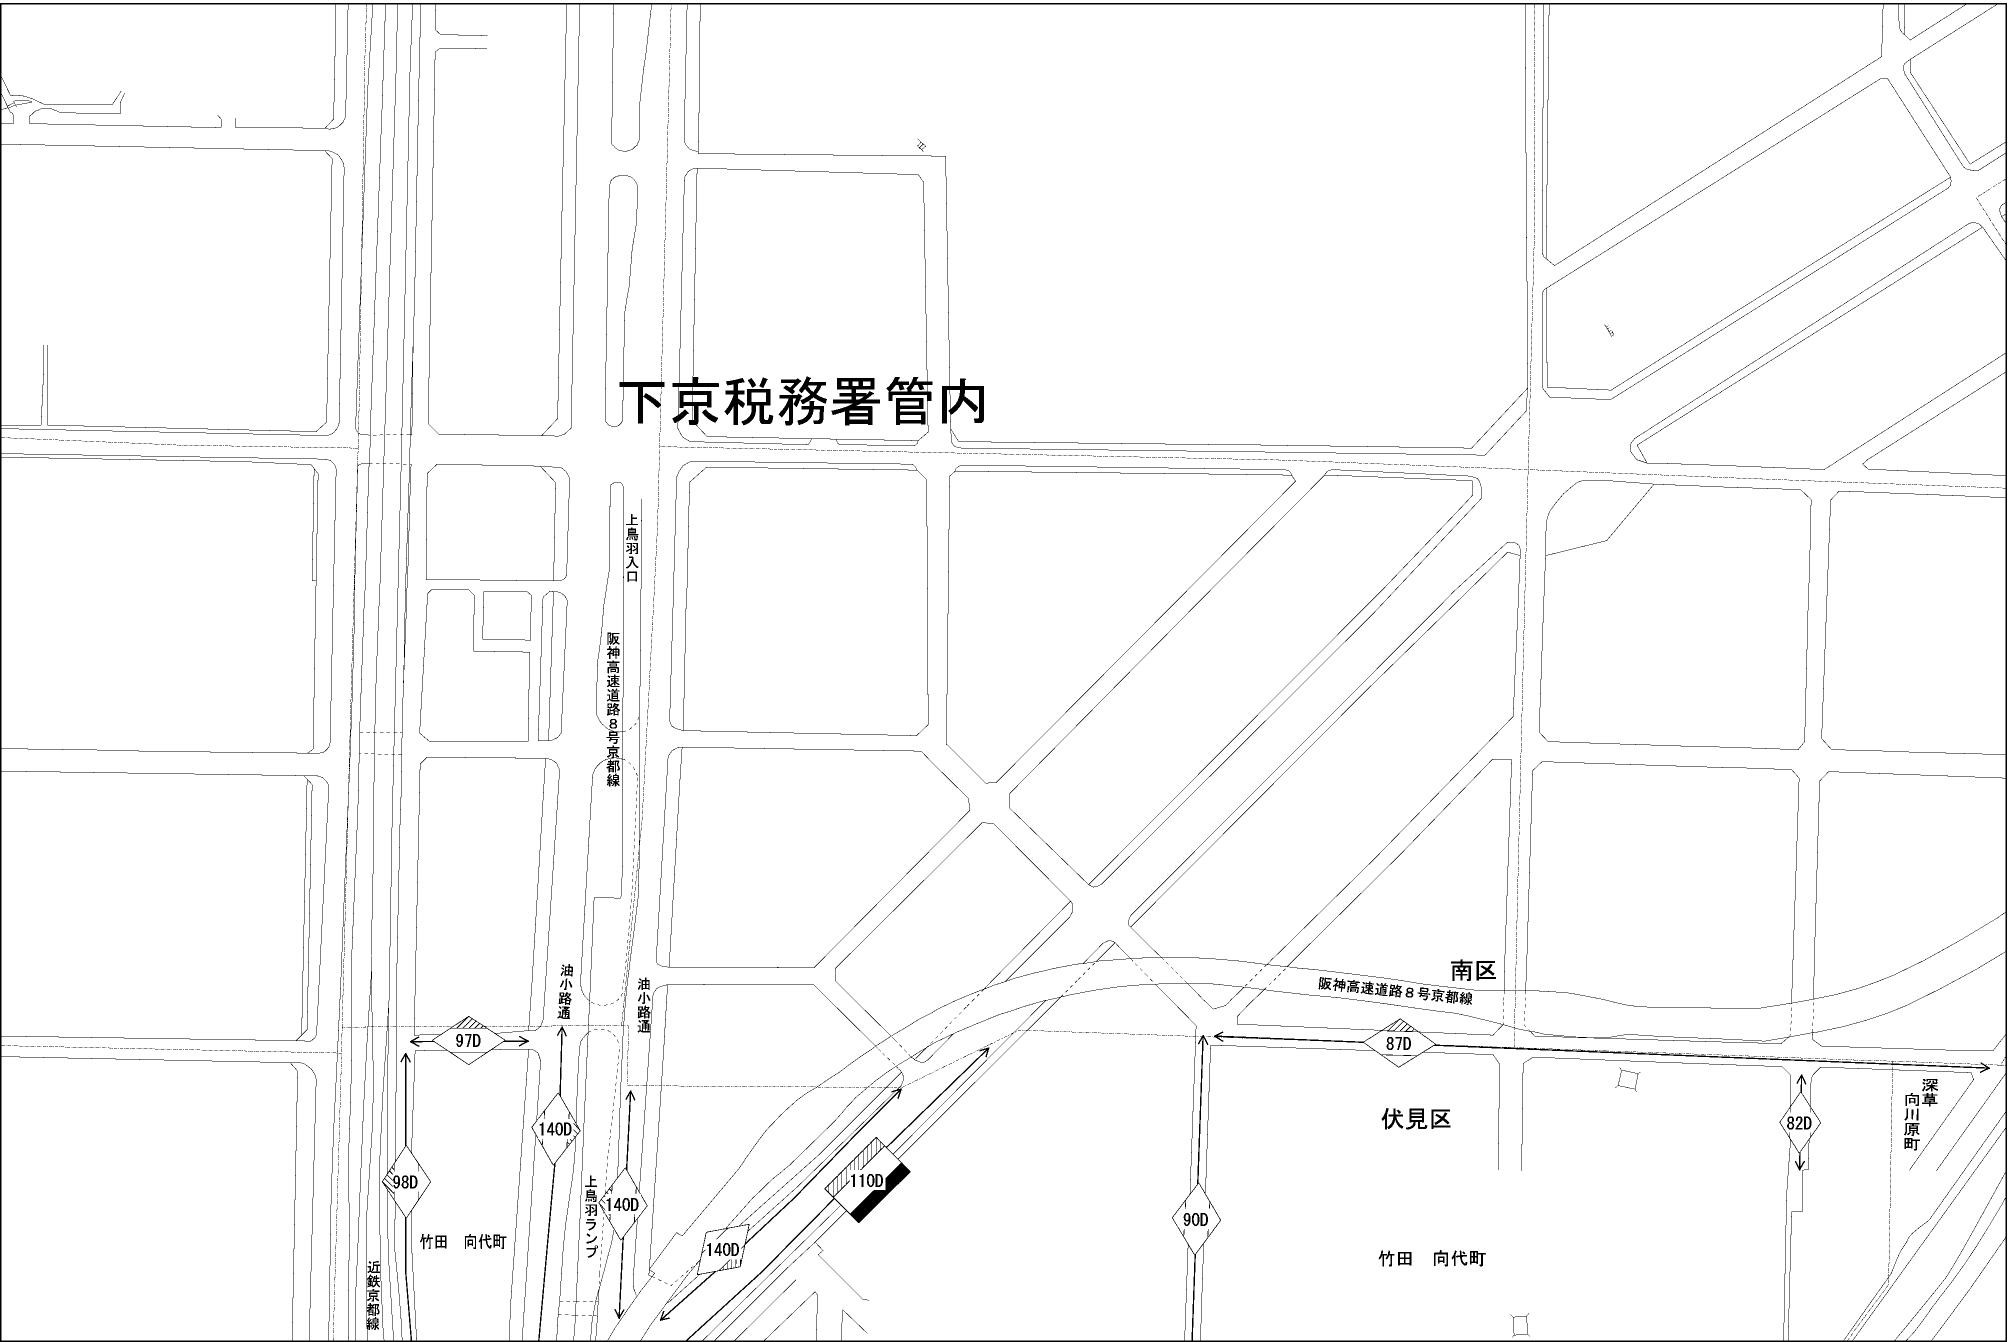 下京税務署管内
上鳥羽入口
阪神高速道路8号京都線
油小路通
油小路通
南区
阪神高速道路8号京都線
97D
87D
深草
向川原町
伏見区
82D
140D
98D
110D
上鳥羽ランプ
140D
90D
竹田 向代町
140D
竹田 向代町
近鉄京都線